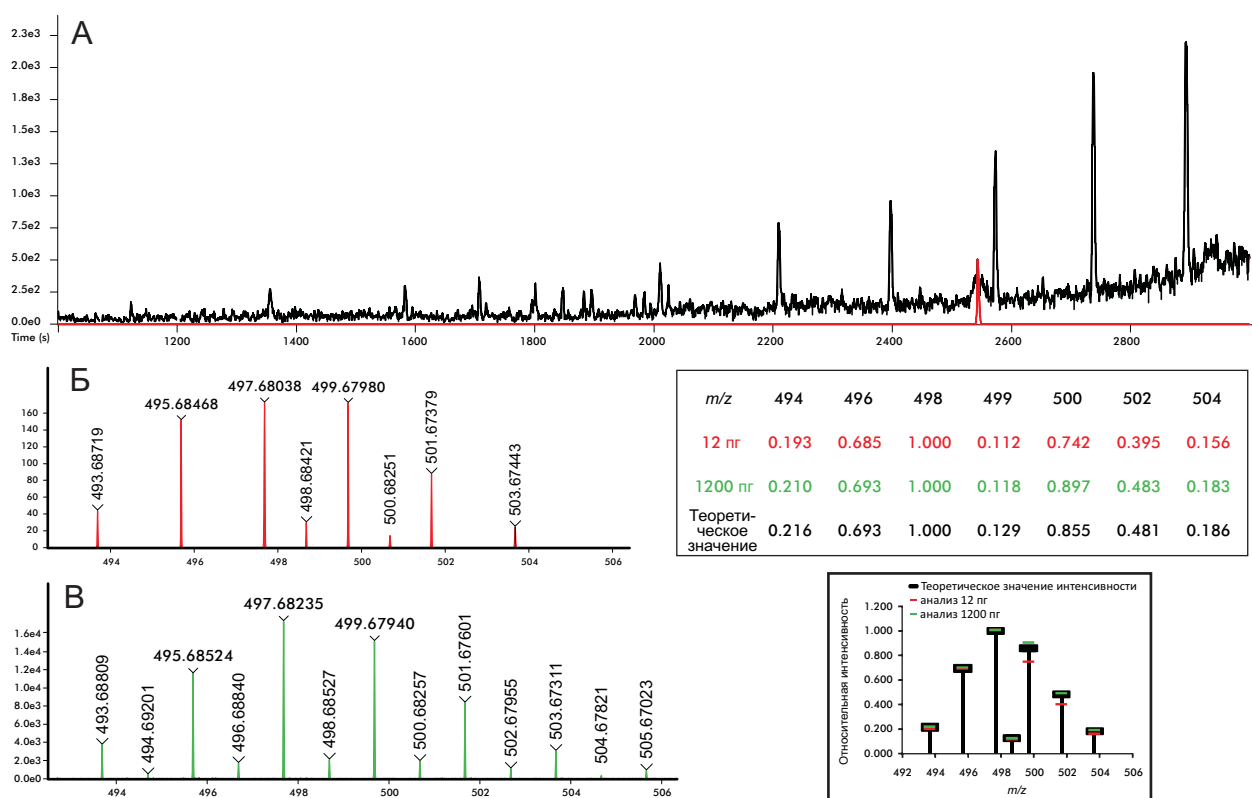 А
2.3e3
2.0e3
1.8e3
1.5e3
1.3e3
1.0e3
7.5e2
5.0e2
2.5e2
0.0e0
Time (s)
1200
1400
1600
1800
2000
2200
2400
2600
2800
Б
160
140
120
100
80
60
40
20
0
493.68719
495.68468
497.68038
498.68421
499.67980
500.68251
501.67379
503.67443
494
496
498
500
502
504
506
m/z 494 496 498 499 500 502 504
12 пг 0.193 0.685 1.000 0.112 0.742 0.395 0.156
1200 пг 0.210 0.693 1.000 0.118 0.897 0.483 0.183
Теорети-
ческое
значение
0.216 0.693 1.000 0.129 0.855 0.481 0.186
В
1.6e4
1.4e4
1.2e4
1.0e4
8.0e3
6.0e3
4.0e3
2.0e3
0.0e0
493.68809
494.69201
495.68524
496.68840
497.68235
498.68527
499.67940
500.68257
501.67601
502.67955
503.67311
504.67821
505.67023
494
496
498
500
502
504
506
Теоретическое значение интенсивности
анализ 12 пг
анализ 1200 пг
Относительная интенсивность
1.200
1.000
0.800
0.600
0.400
0.200
0.000
492
494
496
498
500
502
504
506
m/z